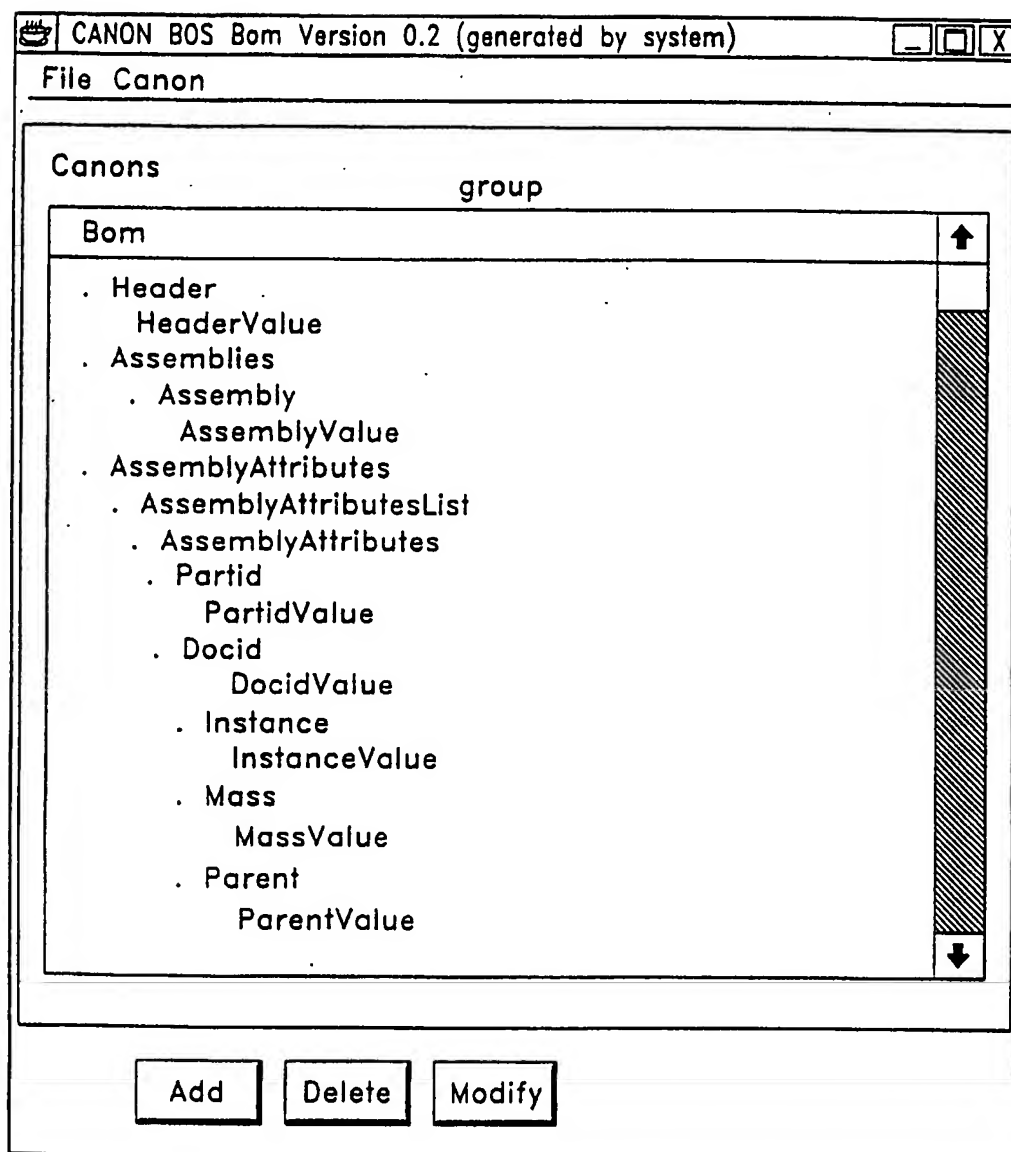 CANON BOS Bom Version 0.2 (generated by system)
File Canon
Canons
group
Bom
. Header
HeaderValue
. Assemblies
. Assembly
AssemblyValue
. AssemblyAttributes
. AssemblyAttributesList
. AssemblyAttributes
. Partid
PartidValue
. Docid
DocidValue
. Instance
InstanceValue
. Mass
MassValue
. Parent
ParentValue
Add Delete Modify